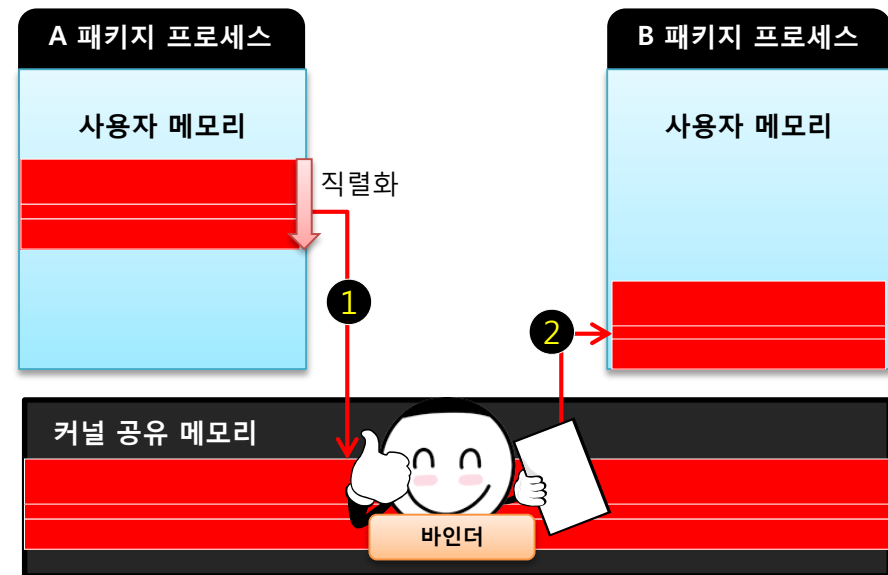 A 패키지 프로세스
B 패키지 프로세스
사용자 메모리
사용자 메모리
직렬화
1
2
커널 공유 메모리
바인더